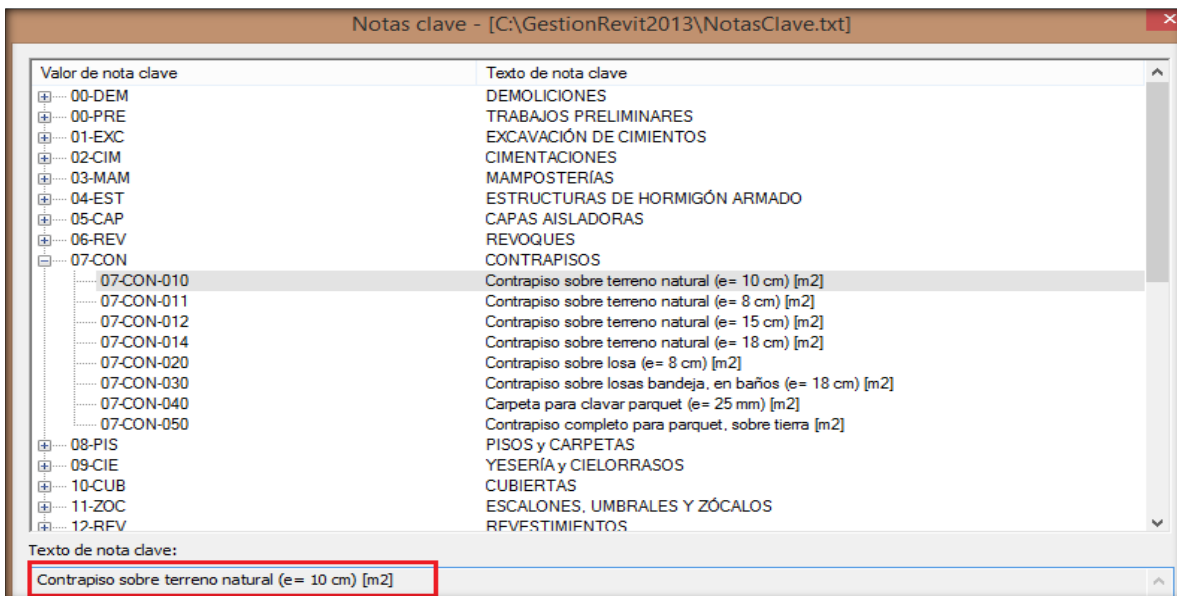 Notas clave - [C:\GestionRevit2013\NotasClave.txt]
Valor de nota clave Texto de nota clave
00-DEM DEMOLICIONES
00-PRE TRABAJOS PRELIMINARES
01-EXC EXCAVACIÓN DE CIMIENTOS
02-CIM CIMENTACIONES
03-MAM MAMPOSTERÍAS
04-EST ESTRUCTURAS DE HORMIGÓN ARMADO
05-CAP CAPAS AISLADORAS
06-REV REVOQUES
07-CON CONTRAPISOS
07-CON-010 Contrapiso sobre terreno natural (e= 10 cm) [m2]
07-CON-011 Contrapiso sobre terreno natural (e= 8 cm) [m2]
07-CON-012 Contrapiso sobre terreno natural (e= 15 cm) [m2]
07-CON-014 Contrapiso sobre terreno natural (e= 18 cm) [m2]
07-CON-020 Contrapiso sobre losa (e= 8 cm) [m2]
07-CON-030 Contrapiso sobre losas bandeja, en baños (e= 18 cm) [m2]
07-CON-040 Carpeta para clavar parquet (e= 25 mm) [m2]
07-CON-050 Contrapiso completo para parquet, sobre tierra [m2]
08-PIS PISOS y CARPETAS
09-CIE YESERÍA y CIELORRASOS
10-CUB CUBIERTAS
11-ZOC ESCALONES, UMBRALES Y ZÓCALOS
12-REV REVESTIMIENTOS
Texto de nota clave:
Contrapiso sobre terreno natural (e= 10 cm) [m2]